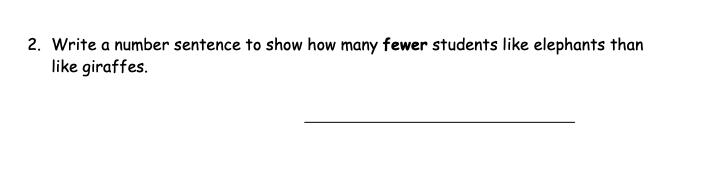 2. Write a number sentence to show how many fewer students like elephants than
like giraffes.